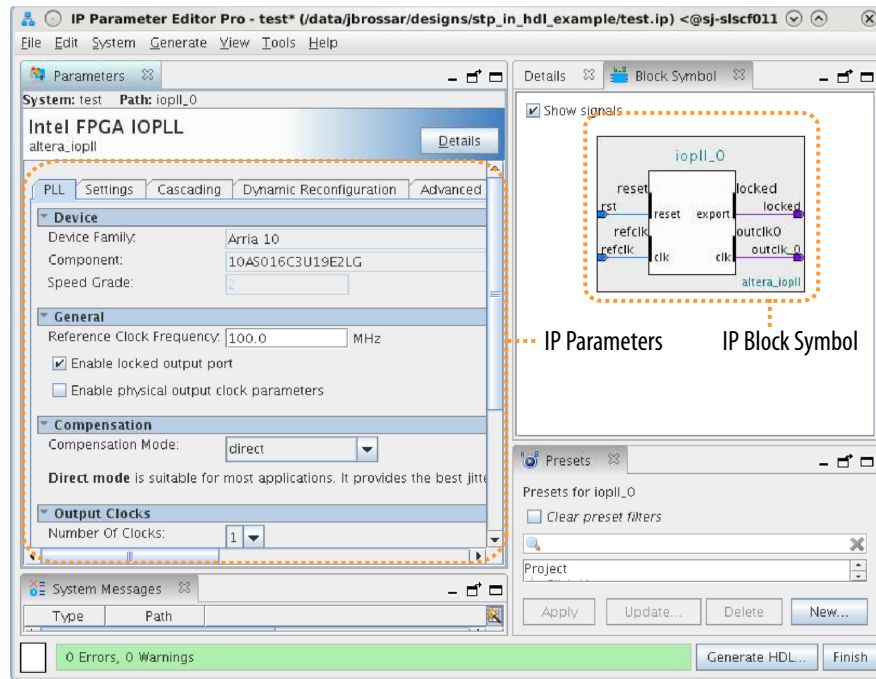 IP Parameter Editor Pro - test* (/data/jbrossar/designs/stp_in_hdl_example/test.ip) <@sj-slscf011
File Edit System Generate View Tools Help
Parameters
System: test Path: iopll_0
Intel FPGA IOPLL
altera_iopll
Details
PLL Settings Cascading Dynamic Reconfiguration Advanced
Device
Device Family: Arria 10
Component: 10AS016C3U19E2LG
Speed Grade: 2
General
Reference Clock Frequency: 100.0 MHz
Enable locked output port
Enable physical output clock parameters
Compensation
Compensation Mode: direct
Direct mode is suitable for most applications. It provides the best jitte
Output Clocks
Number Of Clocks: 1
System Messages
Type Path
0 Errors, 0 Warnings
Details Block Symbol
Show signals
iopll_0
reset locked
rst locked
reset export
refclk outclk0
refclk outclk_0
clk clk
altera_iopll
IP Parameters IP Block Symbol
Presets
Presets for iopll_0
Clear preset filters
Project
Apply Update... Delete New...
Generate HDL... Finish